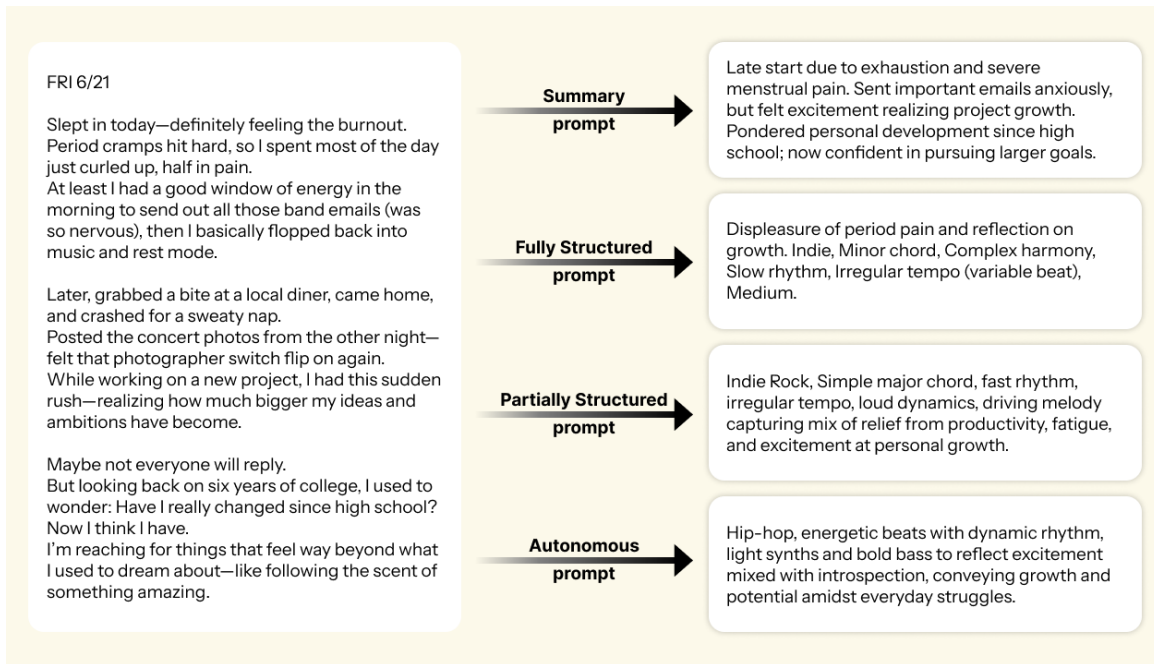 FRI 6/21
Slept in today—definitely feeling the burnout.
Period cramps hit hard, so I spent most of the day
just curled up, half in pain.
At least I had a good window of energy in the
morning to send out all those band emails (was
so nervous), then I basically flopped back into
music and rest mode.
Later, grabbed a bite at a local diner, came home,
and crashed for a sweaty nap.
Posted the concert photos from the other night—
felt that photographer switch flip on again.
While working on a new project, I had this sudden
rush—realizing how much bigger my ideas and
ambitions have become.
Maybe not everyone will reply.
But looking back on six years of college, I used to
wonder: Have I really changed since high school?
Now I think I have.
I’m reaching for things that feel way beyond what
I used to dream about—like following the scent of
something amazing.
Summary
prompt
Late start due to exhaustion and severe
menstrual pain. Sent important emails anxiously,
but felt excitement realizing project growth.
Pondered personal development since high
school; now confident in pursuing larger goals.
Fully Structured
prompt
Displeasure of period pain and reflection on
growth. Indie, Minor chord, Complex harmony,
Slow rhythm, Irregular tempo (variable beat),
Medium.
Partially Structured
prompt
Indie Rock, Simple major chord, fast rhythm,
irregular tempo, loud dynamics, driving melody
capturing mix of relief from productivity, fatigue,
and excitement at personal growth.
Autonomous
prompt
Hip-hop, energetic beats with dynamic rhythm,
light synths and bold bass to reflect excitement
mixed with introspection, conveying growth and
potential amidst everyday struggles.